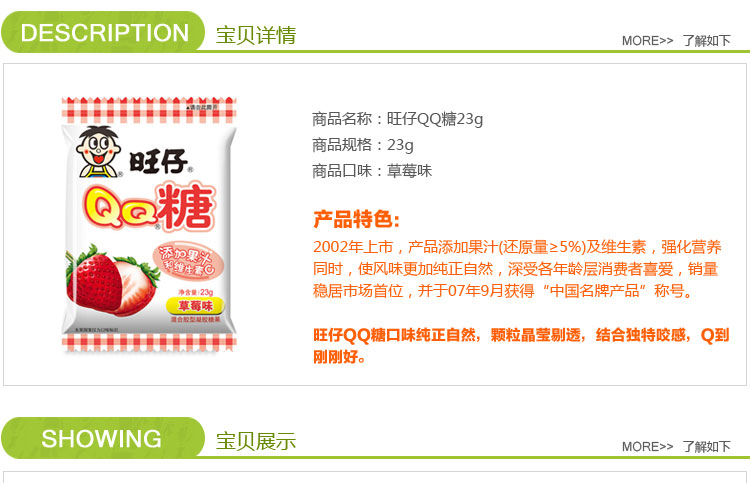 DESCRIPTION 宝贝详情
MORE>> 了解如下
商品名称：旺仔QQ糖23g
商品规格：23g
商品口味：草莓味
产品特色:
2002年上市，产品添加果汁(还原量≥5%)及维生素，强化营养
同时，使风味更加纯正自然，深受各年龄层消费者喜爱，销量
稳居市场首位，并于07年9月获得“中国名牌产品”称号。
旺仔QQ糖口味纯正自然，颗粒晶莹剔透，结合独特咬感，Q到
刚刚好。
旺仔
QQ糖
添加果汁
和维生素C
净含量:23g
草莓味
混合胶型凝胶糖果
SHOWING 宝贝展示
MORE>> 了解如下